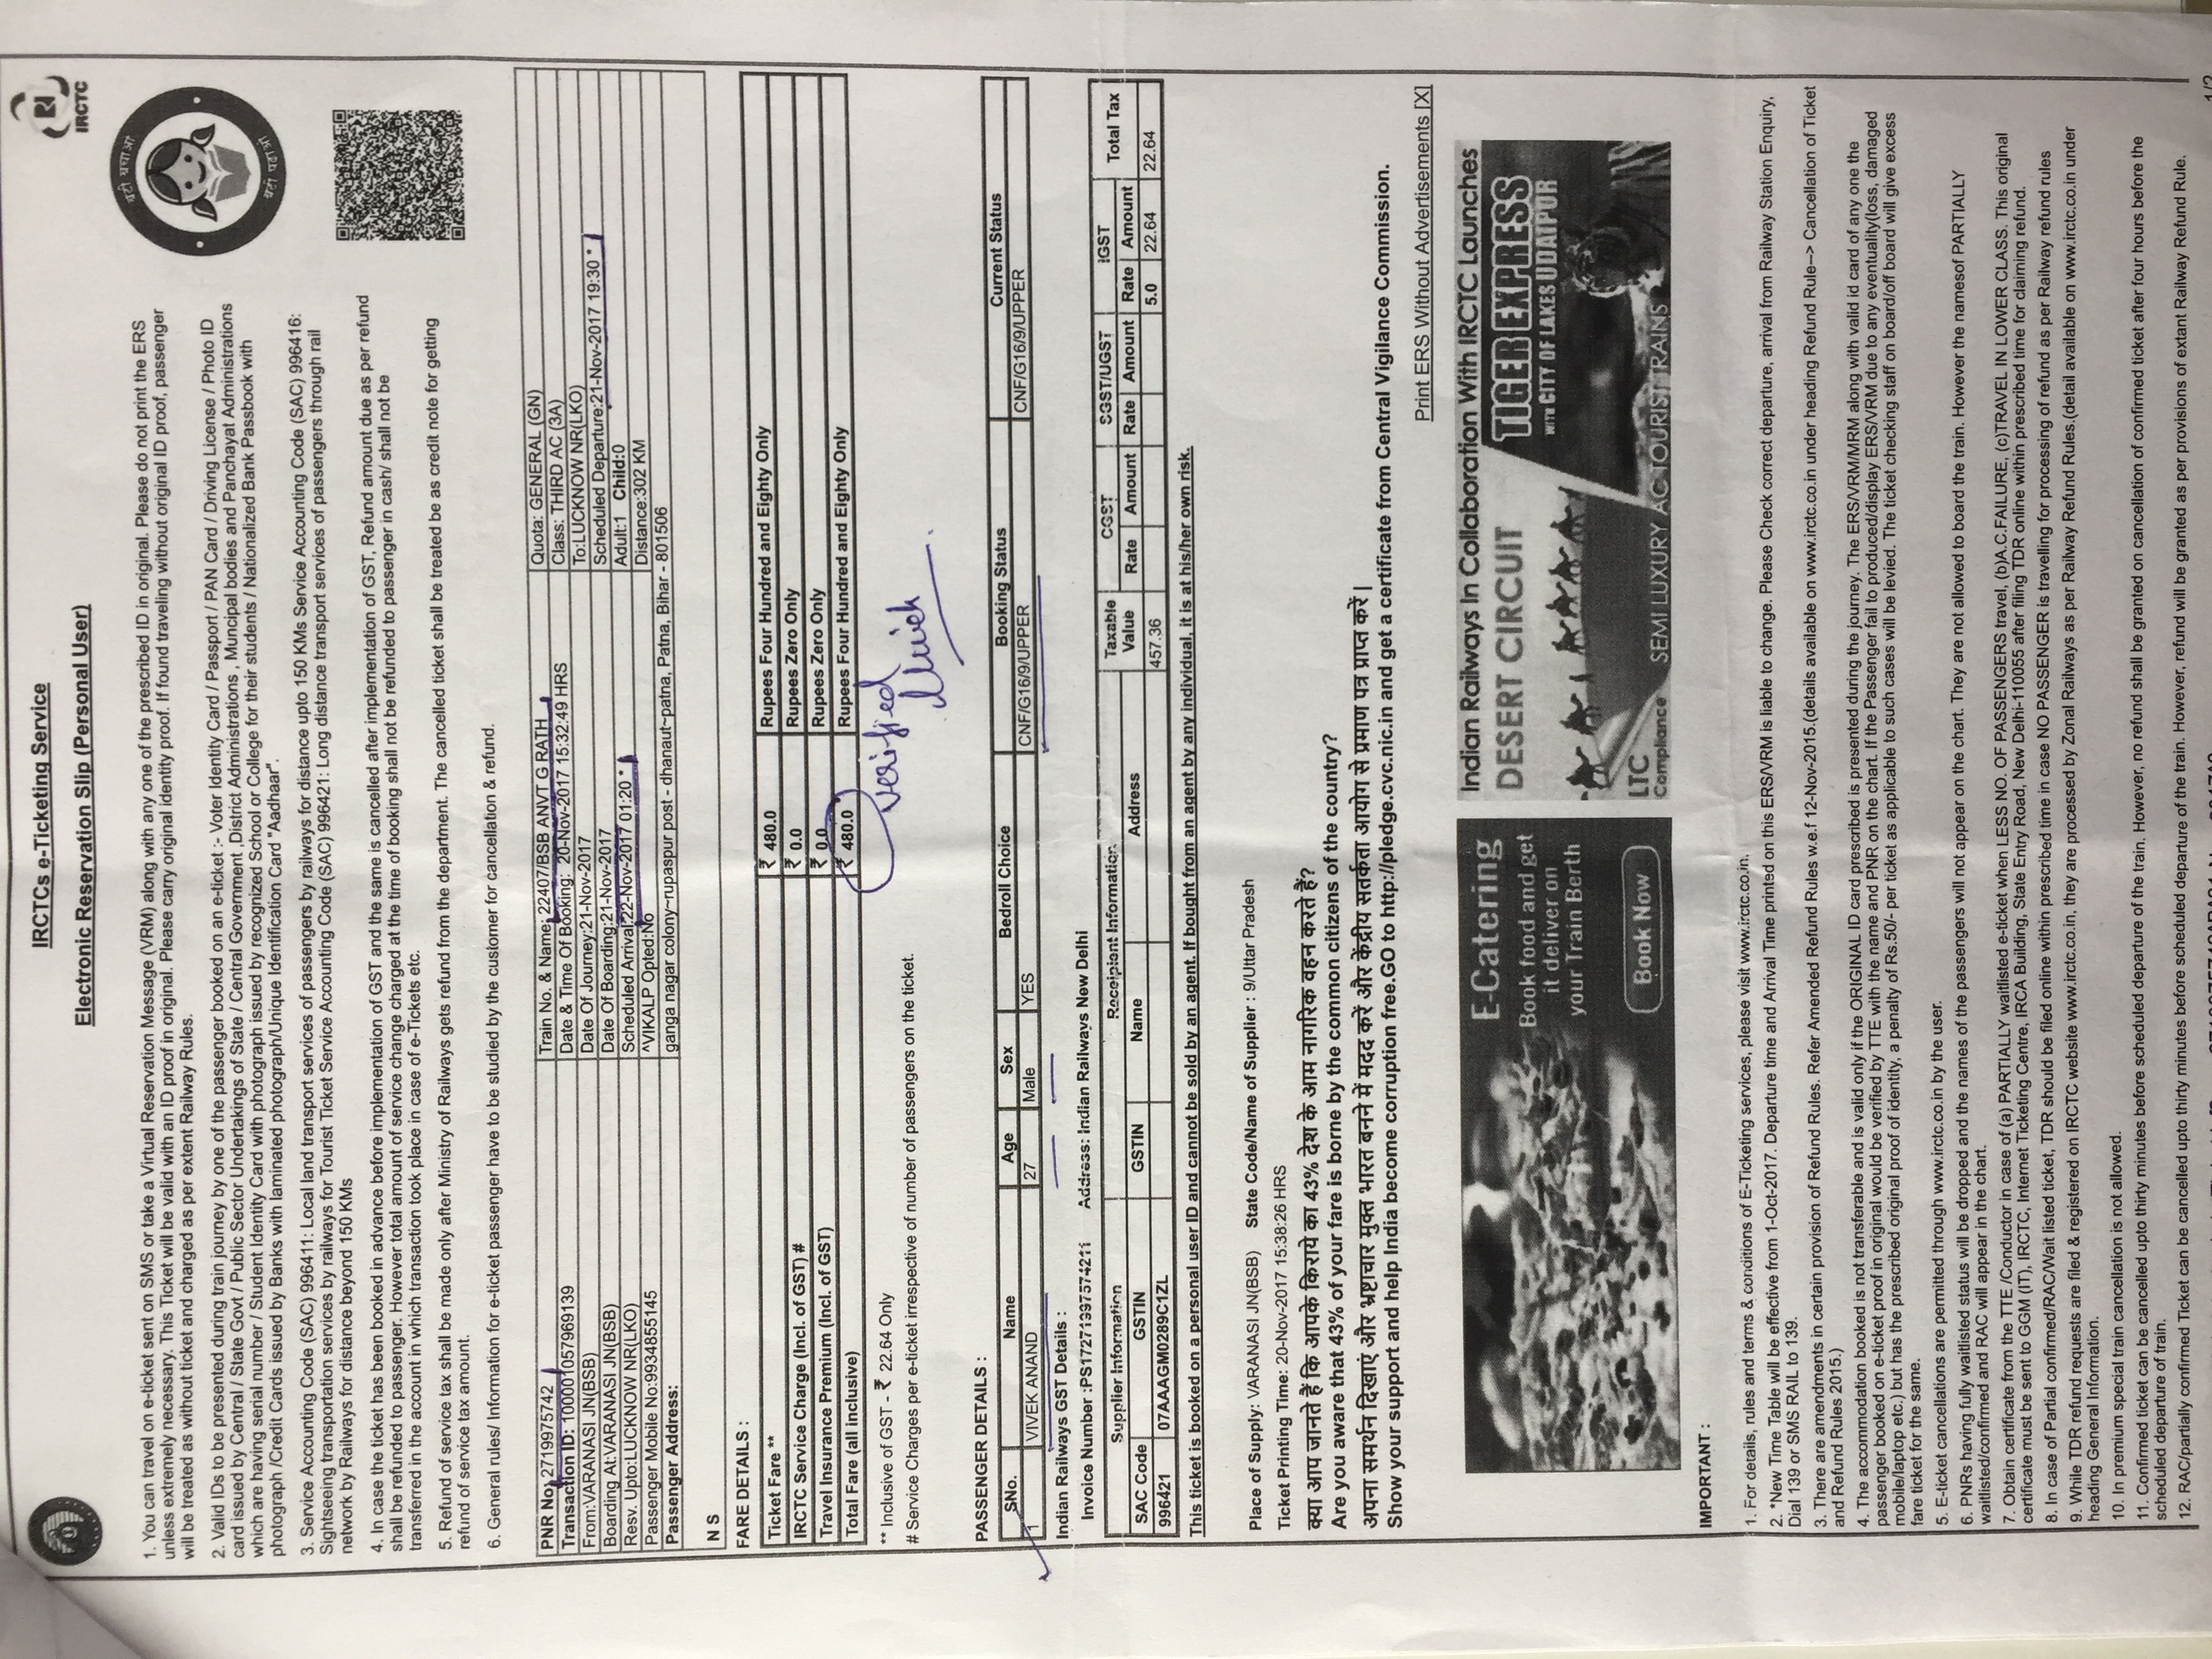 IRCTCs e-Ticketing Service
Electronic Reservation Slip (Personal User)
IRCTC
बेटी बचाओ
बेटी पढ़ाओ
1. You can travel on e-ticket sent on SMS or take a Virtual Reservation Message (VRM) along with any one of the prescribed ID in original. Please do not print the ERS
unless extremely necessary. This Ticket will be valid with an ID proof in original. Please carry original identity proof. If found traveling without original ID proof, passenger
will be treated as without ticket and charged as per extent Railway Rules.
2. Valid IDs to be presented during train journey by one of the passenger booked on an e-ticket :- Voter Identity Card / Passport / PAN Card / Driving License / Photo ID
card issued by Central / State Govt / Public Sector Undertakings of State / Central Government ,District Administrations , Muncipal bodies and Panchayat Administrations
which are having serial number / Student Identity Card with photograph issued by recognized School or College for their students / Nationalized Bank Passbook with
photograph /Credit Cards issued by Banks with laminated photograph/Unique Identification Card "Aadhaar".
3. Service Accounting Code (SAC) 996411: Local land transport services of passengers by railways for distance upto 150 KMs Service Accounting Code (SAC) 996416:
Sightseeing transportation services by railways for Tourist Ticket Service Accounting Code (SAC) 996421: Long distance transport services of passengers through rail
network by Railways for distance beyond 150 KMs
4. In case the ticket has been booked in advance before implementation of GST and the same is cancelled after implementation of GST, Refund amount due as per refund
shall be refunded to passenger. However total amount of service change charged at the time of booking shall not be refunded to passenger in cash/ shall not be
transferred in the account in which transaction took place in case of e-Tickets etc.
5. Refund of service tax shall be made only after Ministry of Railways gets refund from the department. The cancelled ticket shall be treated be as credit note for getting
refund of service tax amount.
6. General rules/ Information for e-ticket passenger have to be studied by the customer for cancellation & refund.
PNR No: 2719975742 Train No. & Name: 22407/BSB ANVT G RATH Quota: GENERAL (GN)
Transaction ID: 100001057969139 Date & Time Of Booking: 20-Nov-2017 15:32:49 HRS Class: THIRD AC (3A)
From:VARANASI JN(BSB) Date Of Journey:21-Nov-2017 To:LUCKNOW NR(LKO)
Boarding At:VARANASI JN(BSB) Date Of Boarding:21-Nov-2017 Scheduled Departure:21-Nov-2017 19:30 *
Resv. Upto:LUCKNOW NR(LKO) Scheduled Arrival:22-Nov-2017 01:20 * Adult:1 Child:0
Passenger Mobile No:9934855145 ^VIKALP Opted:No Distance:302 KM
Passenger Address: ganga nagar colony~rupaspur post - dhanaut~patna, Patna, Bihar - 801506
N S
FARE DETAILS :
Ticket Fare ** ₹ 480.0 Rupees Four Hundred and Eighty Only
IRCTC Service Charge (Incl. of GST) # ₹ 0.0 Rupees Zero Only
Travel Insurance Premium (Incl. of GST) ₹ 0.0 Rupees Zero Only
Total Fare (all inclusive) ₹ 480.0 Rupees Four Hundred and Eighty Only
** Inclusive of GST - ₹ 22.64 Only
verified
# Service Charges per e-ticket irrespective of number of passengers on the ticket.
PASSENGER DETAILS :
SNo. Name Age Sex Bedroll Choice Booking Status Current Status
1 VIVEK ANAND 27 Male YES CNF/G16/9/UPPER CNF/G16/9/UPPER
Indian Railways GST Details :
Invoice Number :PS17271997574211 Address: Indian Railways New Delhi
Supplier Information Receipient Information Taxable Value CGST SGST/UGST IGST Total Tax
SAC Code GSTIN GSTIN Name Address Rate Amount Rate Amount Rate Amount
996421 07AAAGM0289C1ZL 457.36 5.0 22.64 22.64
This ticket is booked on a personal user ID and cannot be sold by an agent. If bought from an agent by any individual, it is at his/her own risk.
Place of Supply: VARANASI JN(BSB) State Code/Name of Supplier : 9/Uttar Pradesh
Ticket Printing Time: 20-Nov-2017 15:38:26 HRS
क्या आप जानते हैं कि आपके किराये का 43% देश के आम नागरिक वहन करते हैं?
Are you aware that 43% of your fare is borne by the common citizens of the country?
अपना समर्थन दिखाएं और भ्रष्टाचार मुक्त भारत बनने में मदद करें और केंद्रीय सतर्कता आयोग से प्रमाण पत्र प्राप्त करें |
Show your support and help India become corruption free.GO to http://pledge.cvc.nic.in and get a certificate from Central Vigilance Commission.
Print ERS Without Advertisements [X]
E-Catering
Book food and get
it deliver on
your Train Berth
Book Now
Indian Railways In Collaboration With IRCTC Launches
DESERT CIRCUIT
TIGER EXPRESS
WITH CITY OF LAKES UDAIPUR
LTC
Compliance
SEMI LUXURY AC TOURIST TRAINS
IMPORTANT :
1. For details, rules and terms & conditions of E-Ticketing services, please visit www.irctc.co.in.
2. *New Time Table will be effective from 1-Oct-2017. Departure time and Arrival Time printed on this ERS/VRM is liable to change. Please Check correct departure, arrival from Railway Station Enquiry,
Dial 139 or SMS RAIL to 139.
3. There are amendments in certain provision of Refund Rules. Refer Amended Refund Rules w.e.f 12-Nov-2015.(details available on www.irctc.co.in under heading Refund Rule--> Cancellation of Ticket
and Refund Rules 2015.)
4. The accommodation booked is not transferable and is valid only if the ORIGINAL ID card prescribed is presented during the journey. The ERS/VRM/MRM along with valid id card of any one the
passenger booked on e-ticket proof in original would be verified by TTE with the name and PNR on the chart. If the Passenger fail to produced/display ERS/VRM due to any eventuality(loss, damaged
mobile/laptop etc.) but has the prescribed original proof of identity, a penalty of Rs.50/- per ticket as applicable to such cases will be levied. The ticket checking staff on board/off board will give excess
fare ticket for the same.
5. E-ticket cancellations are permitted through www.irctc.co.in by the user.
6. PNRs having fully waitlisted status will be dropped and the names of the passengers will not appear on the chart. They are not allowed to board the train. However the namesof PARTIALLY
waitlisted/confirmed and RAC will appear in the chart.
7. Obtain certificate from the TTE /Conductor in case of (a) PARTIALLY waitlisted e-ticket when LESS NO. OF PASSENGERS travel, (b)A.C.FAILURE, (c)TRAVEL IN LOWER CLASS. This original
certificate must be sent to GGM (IT), IRCTC, Internet Ticketing Centre, IRCA Building, State Entry Road, New Delhi-110055 after filing TDR online within prescribed time for claiming refund.
8. In case of Partial confirmed/RAC/Wait listed ticket, TDR should be filed online within prescribed time in case NO PASSENGER is travelling for processing of refund as per Railway refund rules
9. While TDR refund requests are filed & registered on IRCTC website www.irctc.co.in, they are processed by Zonal Railways as per Railway Refund Rules.(detail available on www.irctc.co.in under
heading General Information.
10. In premium special train cancellation is not allowed.
11. Confirmed ticket can be cancelled upto thirty minutes before scheduled departure of the train. However, no refund shall be granted on cancellation of confirmed ticket after four hours before the
scheduled departure of train.
12. RAC/partially confirmed Ticket can be cancelled upto thirty minutes before scheduled departure of the train. However, refund will be granted as per provisions of extant Railway Refund Rule.